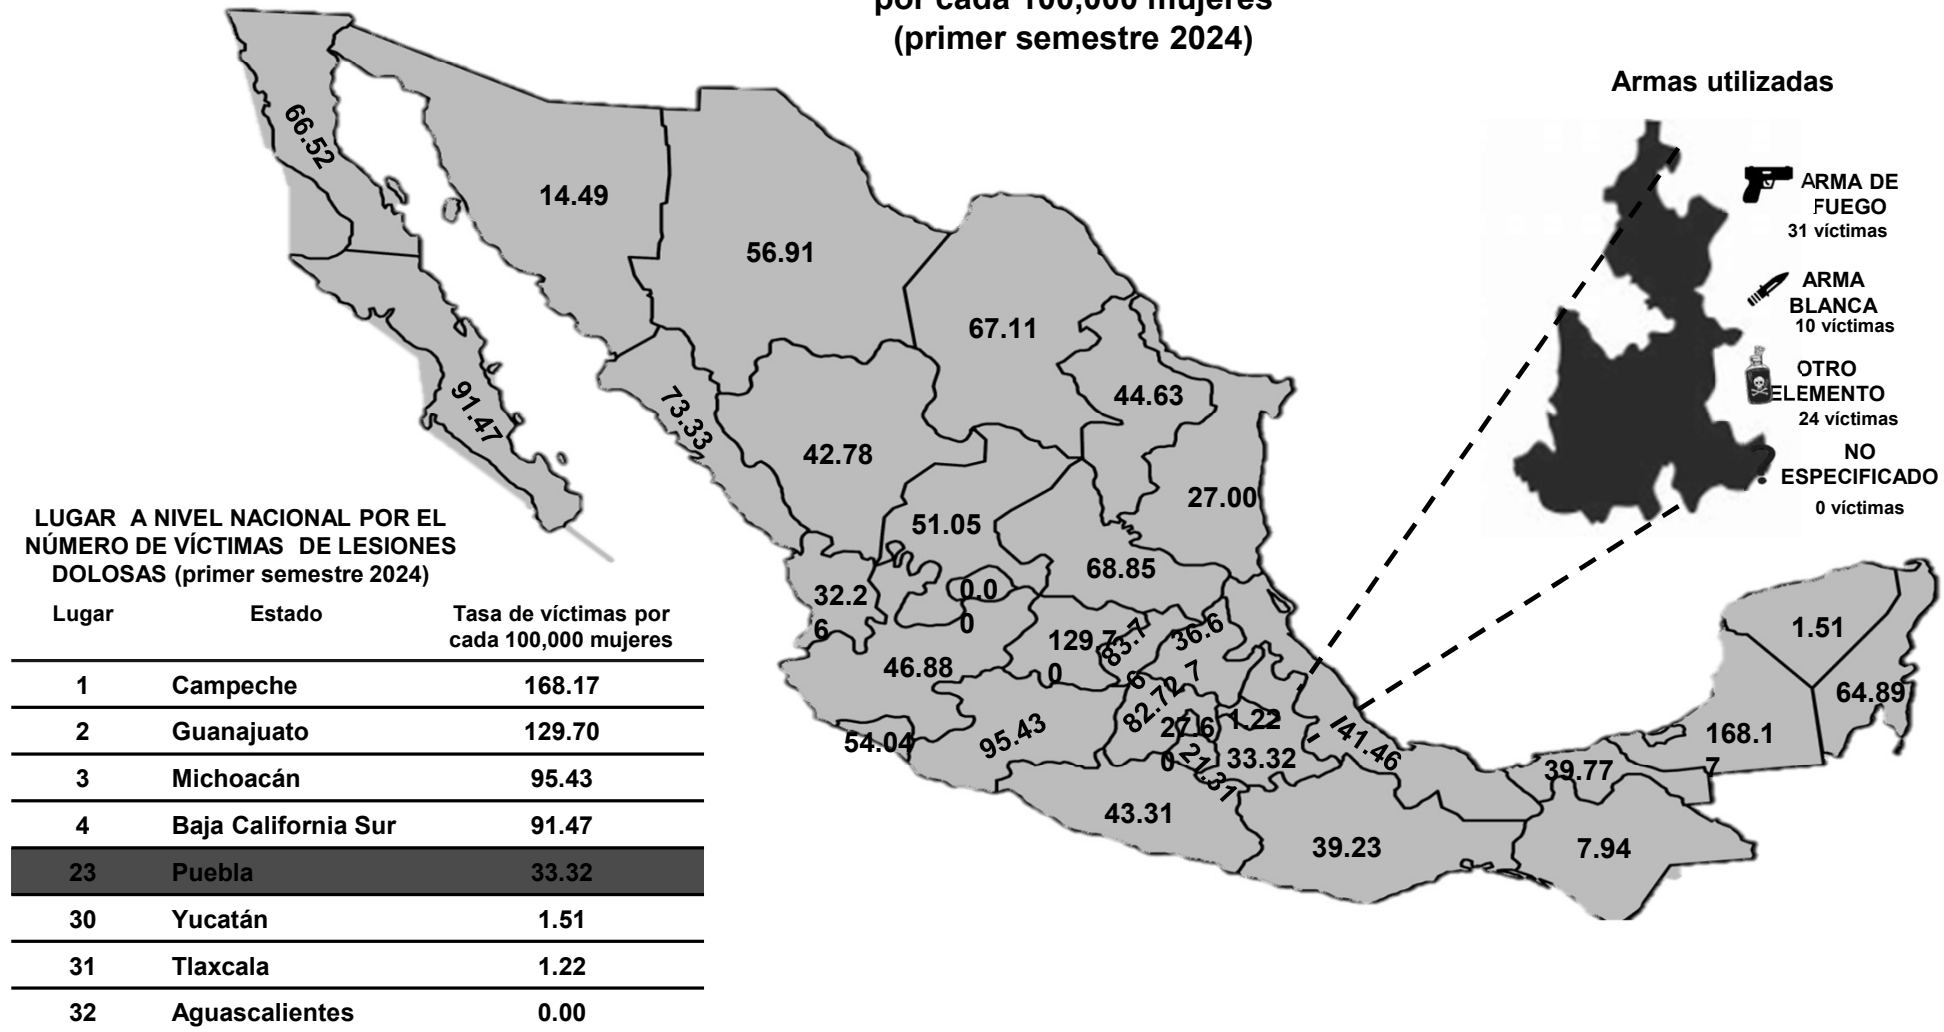 por cada 100,000 mujeres
(primer semestre 2024)
Armas utilizadas
ARMA DE
FUEGO
31 víctimas
ARMA
BLANCA
10 víctimas
OTRO
ELEMENTO
24 víctimas
NO
ESPECIFICADO
0 víctimas
66.52
14.49
56.91
67.11
91.47
73.33
44.63
42.78
27.00
51.05
68.85
32.2
6
0.0
0
129.7
0
83.7
6
36.6
7
46.88
82.72
27.6
0
1.22
54.04
95.43
21.31
33.32
41.46
43.31
39.23
39.77
7.94
168.1
7
1.51
64.89
LUGAR A NIVEL NACIONAL POR EL
NÚMERO DE VÍCTIMAS DE LESIONES
DOLOSAS (primer semestre 2024)
Lugar Estado Tasa de víctimas por
cada 100,000 mujeres
1 Campeche 168.17
2 Guanajuato 129.70
3 Michoacán 95.43
4 Baja California Sur 91.47
23 Puebla 33.32
30 Yucatán 1.51
31 Tlaxcala 1.22
32 Aguascalientes 0.00